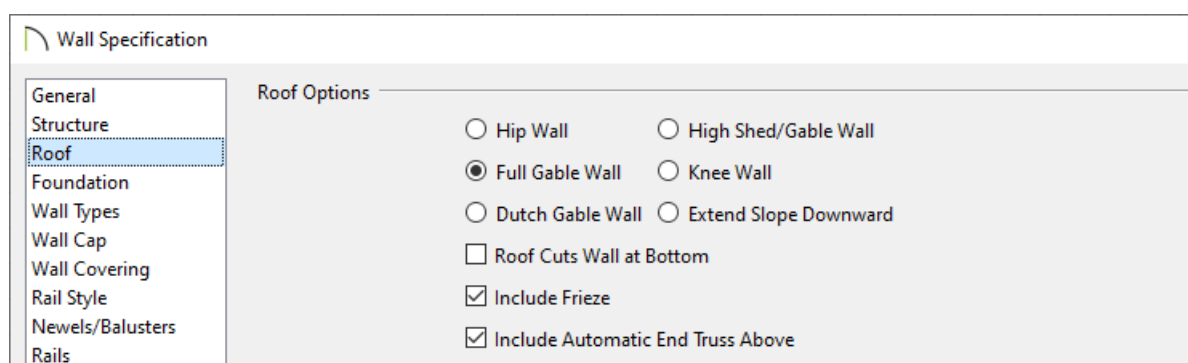 Wall Specification
General
Structure
Roof
Foundation
Wall Types
Wall Cap
Wall Covering
Rail Style
Newels/Balusters
Rails
Roof Options
Hip Wall High Shed/Gable Wall
Full Gable Wall Knee Wall
Dutch Gable Wall Extend Slope Downward
Roof Cuts Wall at Bottom
Include Frieze
Include Automatic End Truss Above